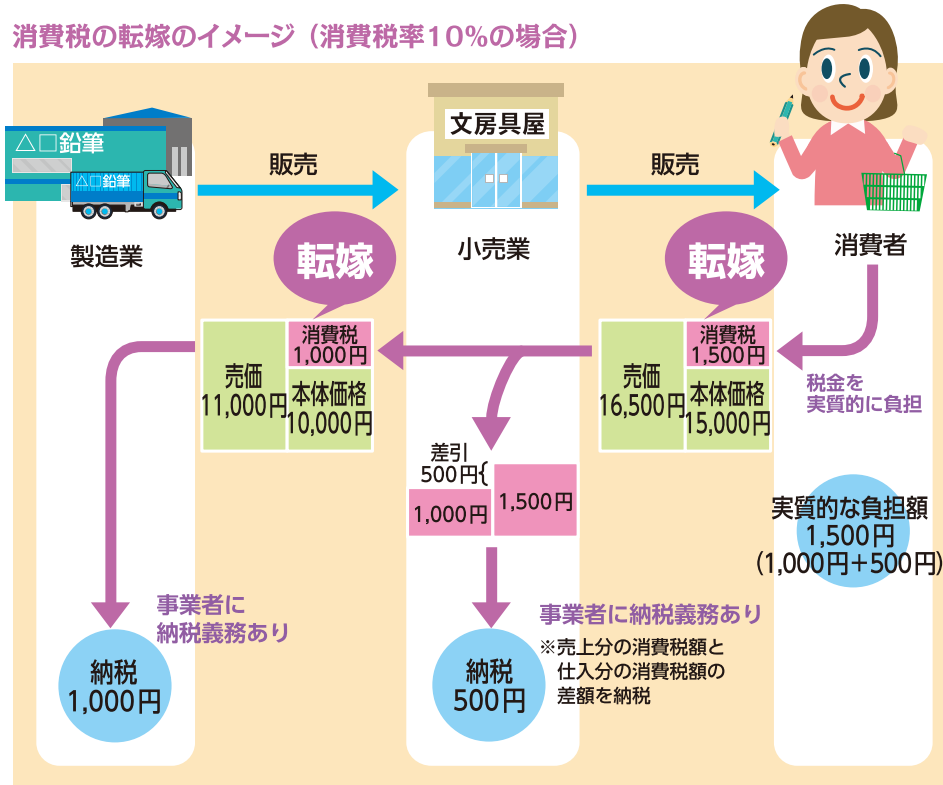 消費税の転嫁のイメージ（消費税率10%の場合）
△□鉛筆
△□鉛筆
製造業
販売
文房具屋
小売業
販売
消費者
転嫁
転嫁
売価
11,000円
消費税
1,000円
本体価格
10,000円
売価
16,500円
消費税
1,500円
本体価格
15,000円
税金を
実質的に負担
差引
500円{
1,000円
1,500円
実質的な負担額
1,500円
(1,000円＋500円)
事業者に
納税義務あり
納税
1,000円
事業者に納税義務あり
※売上分の消費税額と
仕入分の消費税額の
差額を納税
納税
500円